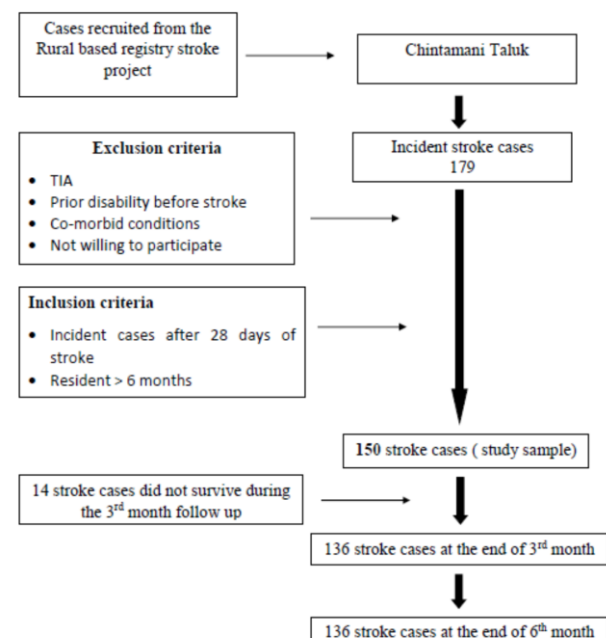 Cases recruited from the
Rural based registry stroke
project
Chintamani Taluk
Incident stroke cases
179
Exclusion criteria
• TIA
• Prior disability before stroke
• Co-morbid conditions
• Not willing to participate
Inclusion criteria
• Incident cases after 28 days of
stroke
• Resident > 6 months
150 stroke cases ( study sample)
14 stroke cases did not survive during
the 3rd month follow up
136 stroke cases at the end of 3rd month
136 stroke cases at the end of 6th month